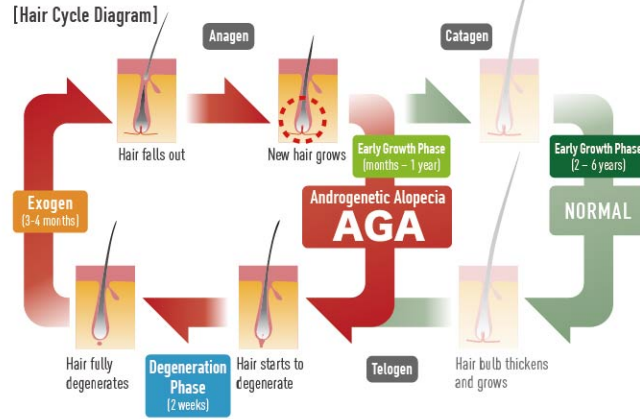 [Hair Cycle Diagram]
Anagen
Catagen
Hair falls out
New hair grows
Early Growth Phase
(months – 1 year)
Early Growth Phase
(2 – 6 years)
Exogen
(3-4 months)
Androgenetic Alopecia
AGA
NORMAL
Hair fully
degenerates
Degeneration
Phase
(2 weeks)
Hair starts to
degenerate
Telogen
Hair bulb thickens
and grows